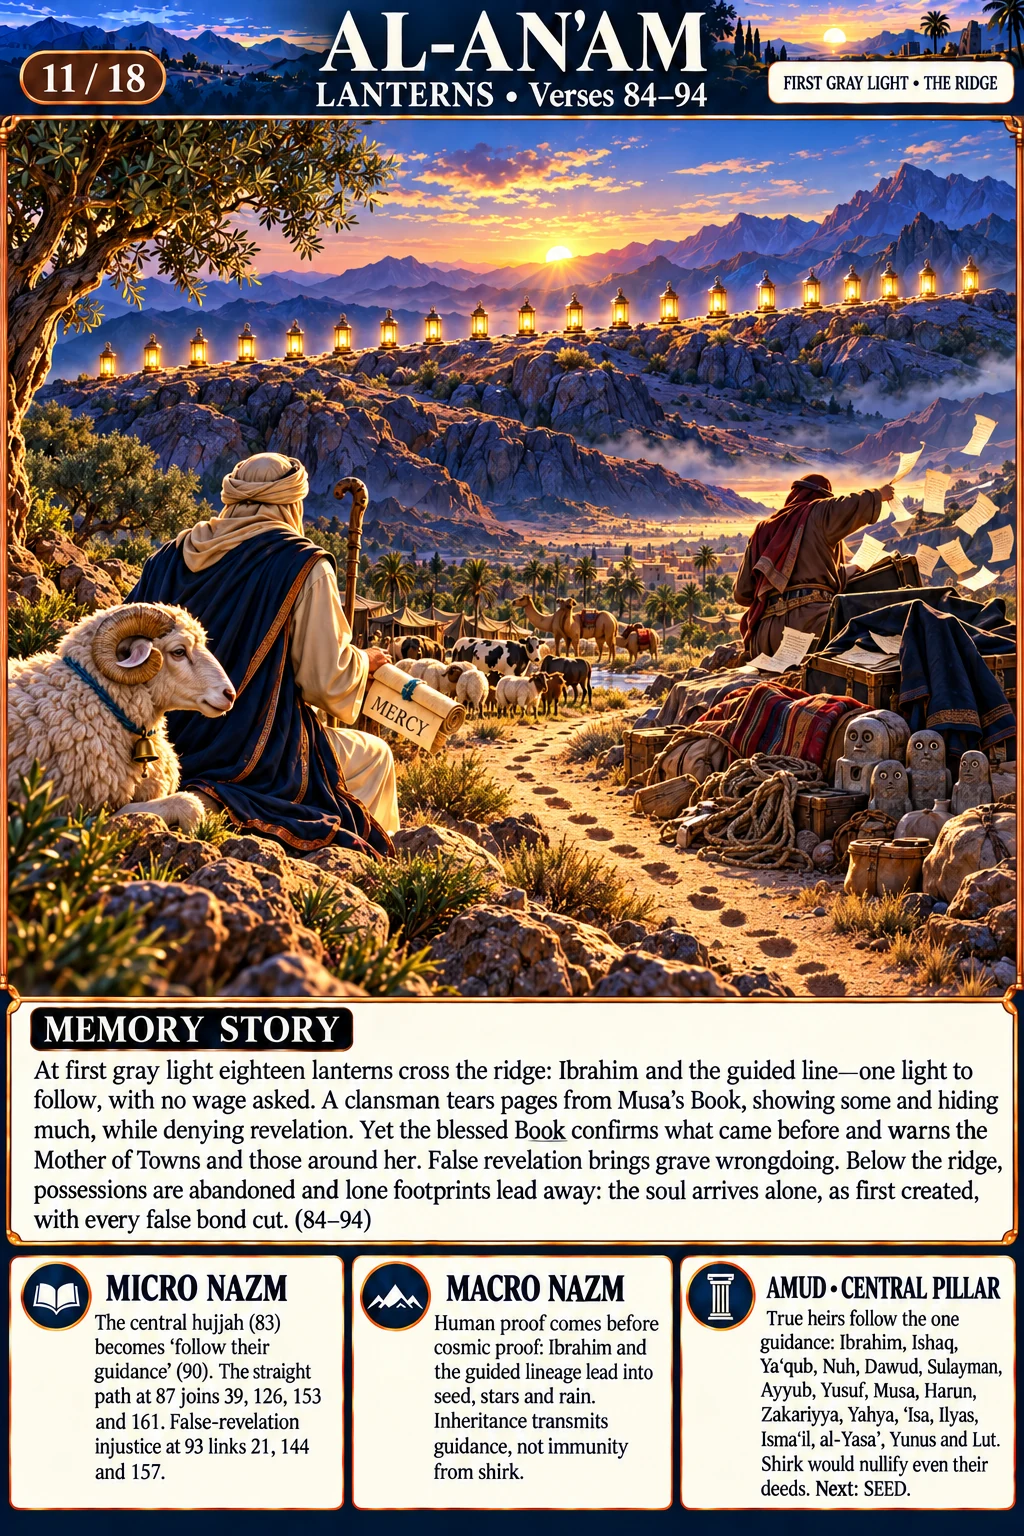 11 / 18
AL-AN’AM
LANTERNS • Verses 84–94
FIRST GRAY LIGHT • THE RIDGE
MERCY
MEMORY STORY
At first gray light eighteen lanterns cross the ridge: Ibrahim and the guided line—one light to
follow, with no wage asked. A clansman tears pages from Musa’s Book, showing some and hiding
much, while denying revelation. Yet the blessed Book confirms what came before and warns the
Mother of Towns and those around her. False revelation brings grave wrongdoing. Below the ridge,
possessions are abandoned and lone footprints lead away: the soul arrives alone, as first created,
with every false bond cut. (84–94)
MICRO NAZM
The central hujjah (83)
becomes ‘follow their
guidance’ (90). The straight
path at 87 joins 39, 126, 153
and 161. False-revelation
injustice at 93 links 21, 144
and 157.
MACRO NAZM
Human proof comes before
cosmic proof: Ibrahim and
the guided lineage lead into
seed, stars and rain.
Inheritance transmits
guidance, not immunity
from shirk.
AMUD • CENTRAL PILLAR
True heirs follow the one
guidance: Ibrahim, Ishaq,
Ya‘qub, Nuh, Dawud, Sulayman,
Ayyub, Yusuf, Musa, Harun,
Zakariyya, Yahya, ‘Isa, Ilyas,
Isma‘il, al-Yasa’, Yunus and Lut.
Shirk would nullify even their
deeds. Next: SEED.